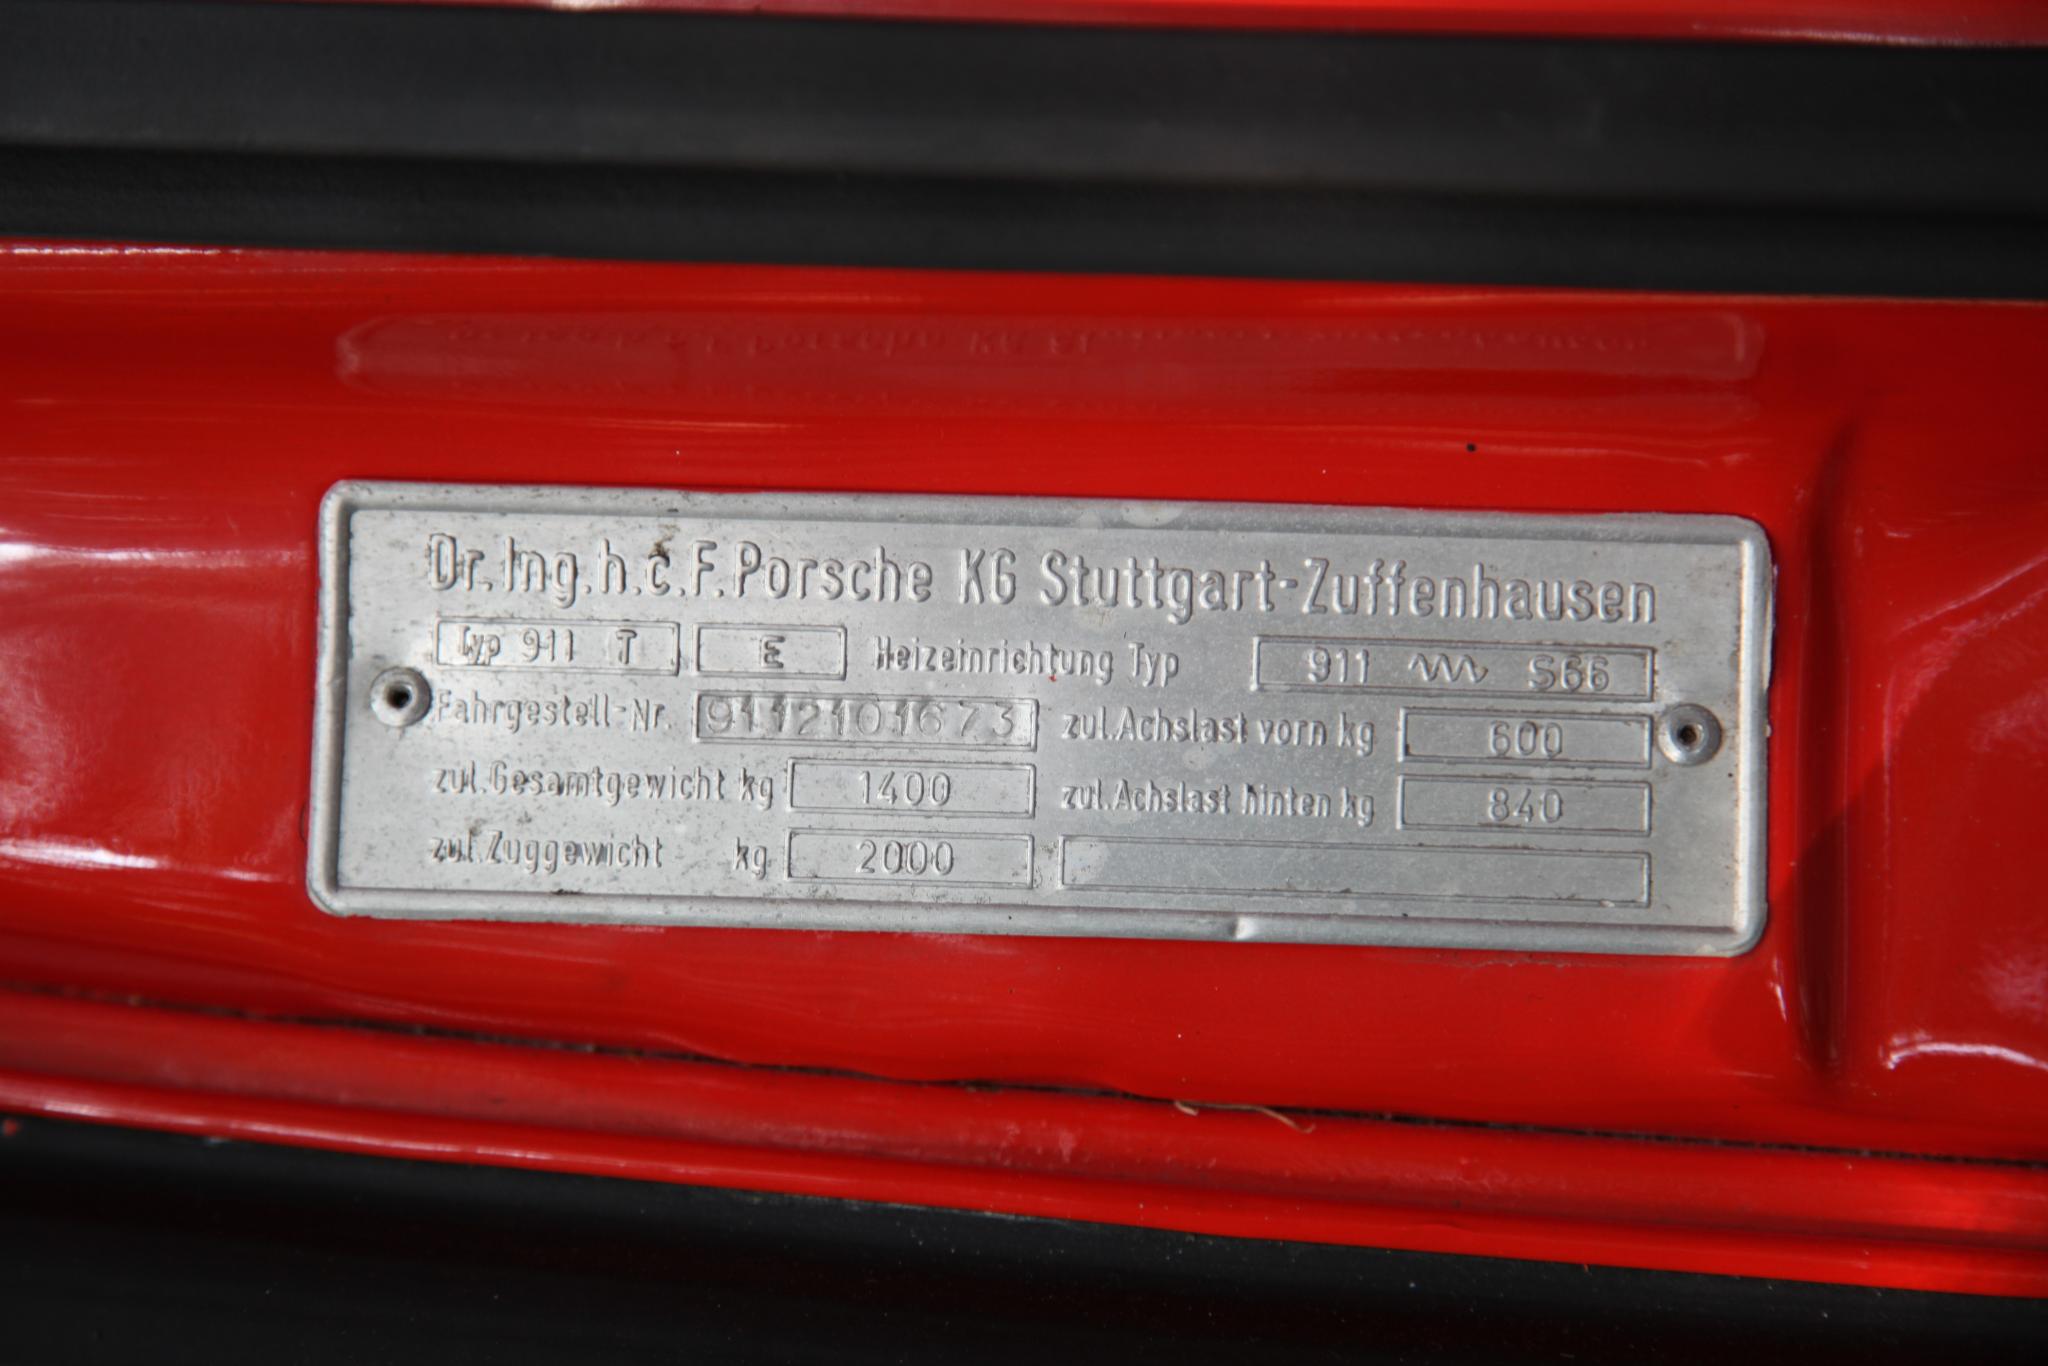 Dr. Ing. h. c. F. Porsche KG Stuttgart-Zuffenhausen
Typ 911 T E Heizeinrichtung Typ 911 S66
Fahrgestell-Nr. 9112101673 zul. Achslast vorn kg 600
zul. Gesamtgewicht kg 1400 zul. Achslast hinten kg 840
zul. Zuggewicht kg 2000